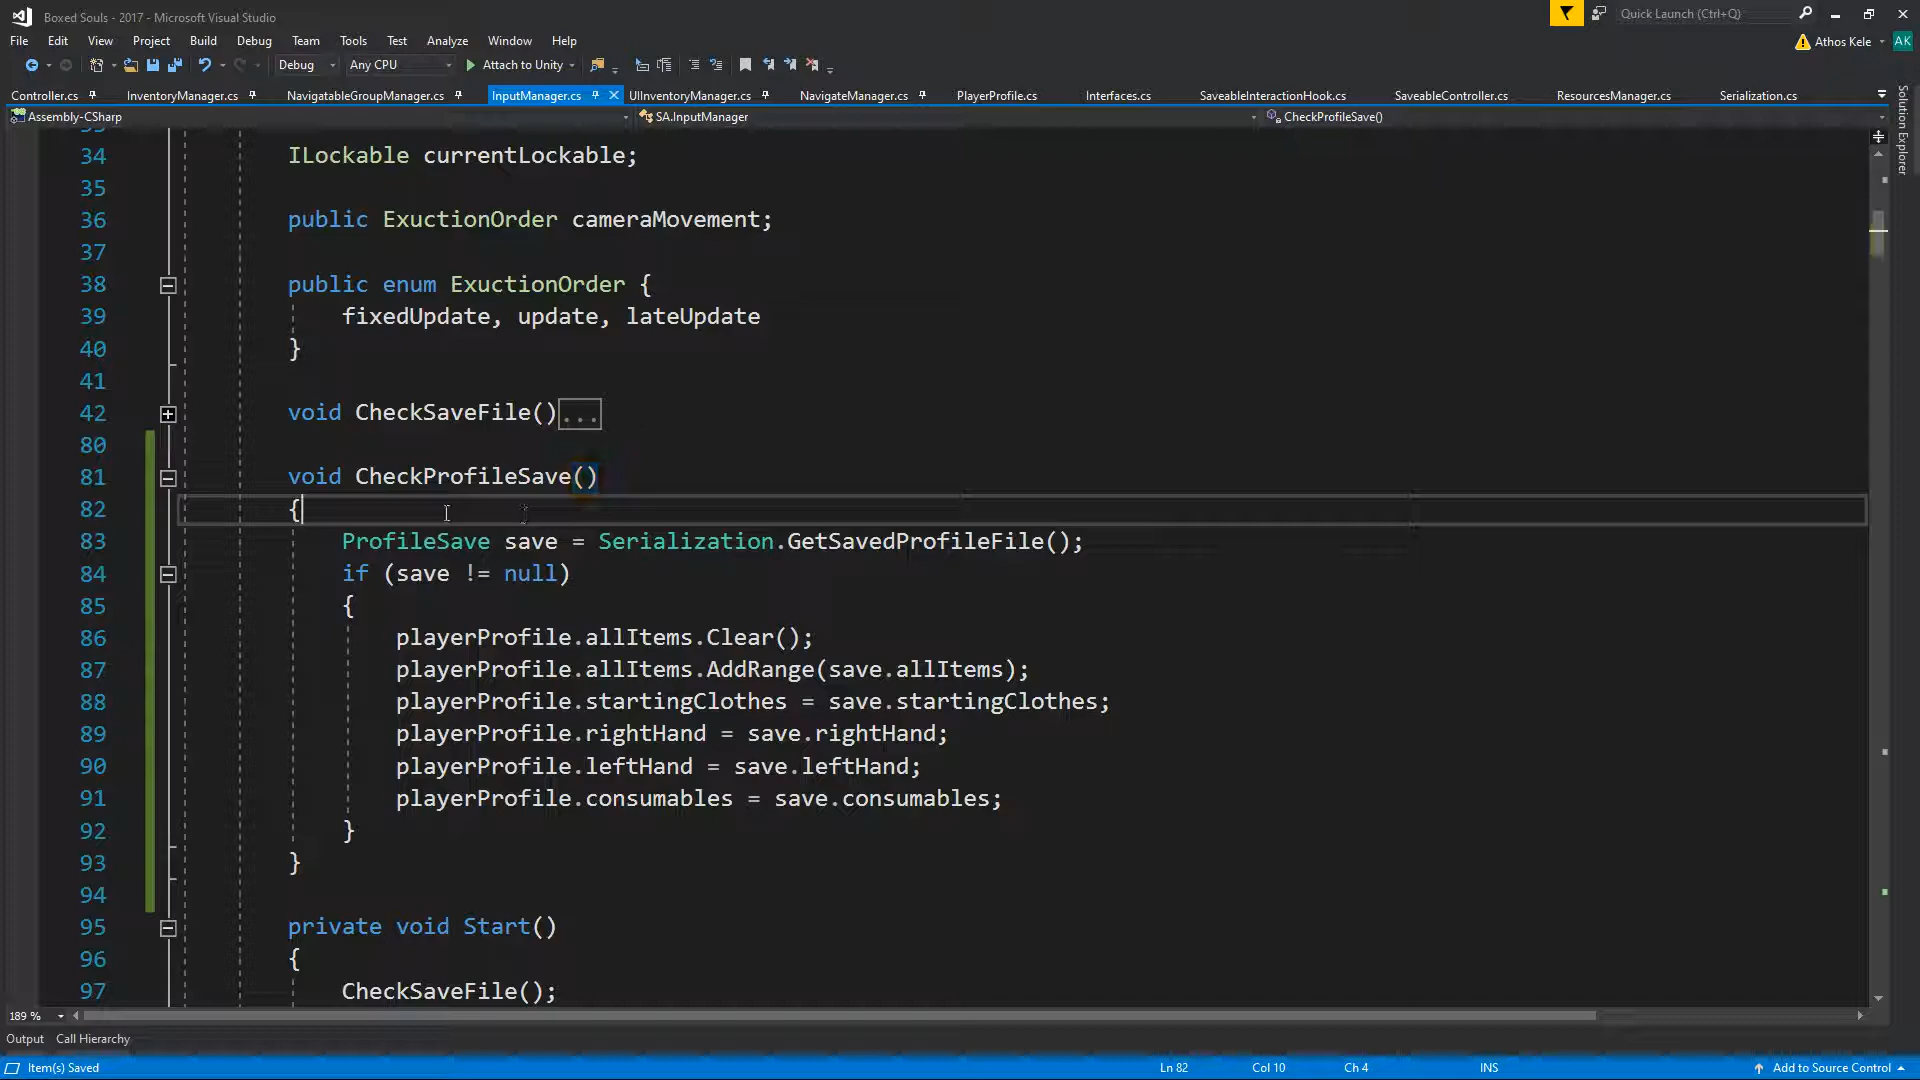 Boxed Souls - 2017 - Microsoft Visual Studio
Quick Launch (Ctrl+Q)
File Edit View Project Build Debug Team Tools Test Analyze Window Help
Athos Kele AK
Debug Any CPU Attach to Unity
Controller.cs InventoryManager.cs NavigatableGroupManager.cs InputManager.cs UIInventoryManager.cs NavigateManager.cs PlayerProfile.cs Interfaces.cs SaveableInteractionHook.cs SaveableController.cs ResourcesManager.cs Serialization.cs
Assembly-CSharp SA.InputManager CheckProfileSave()
Solution Explorer
34 ILockable currentLockable;
35
36 public ExuctionOrder cameraMovement;
37
38 public enum ExuctionOrder {
39 fixedUpdate, update, lateUpdate
40 }
41
42 void CheckSaveFile()...
80
81 void CheckProfileSave()
82 {
83 ProfileSave save = Serialization.GetSavedProfileFile();
84 if (save != null)
85 {
86 playerProfile.allItems.Clear();
87 playerProfile.allItems.AddRange(save.allItems);
88 playerProfile.startingClothes = save.startingClothes;
89 playerProfile.rightHand = save.rightHand;
90 playerProfile.leftHand = save.leftHand;
91 playerProfile.consumables = save.consumables;
92 }
93 }
94
95 private void Start()
96 {
97 CheckSaveFile();
189 %
Output Call Hierarchy
Item(s) Saved Ln 82 Col 10 Ch 4 INS Add to Source Control